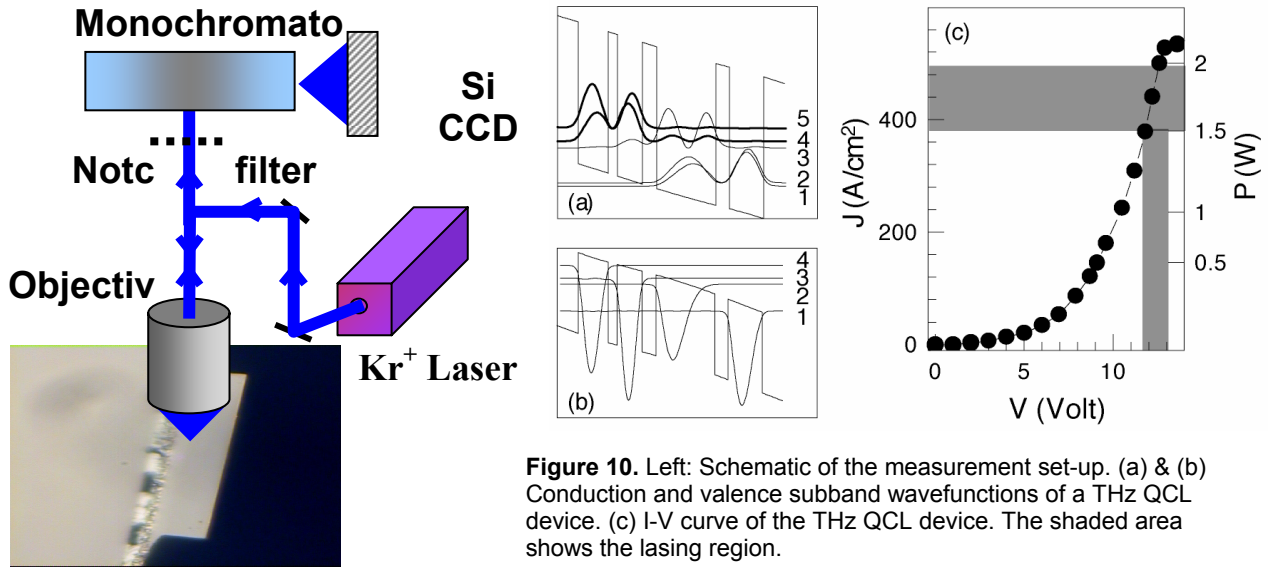 Monochromato
Si
CCD
Notc filter
Objectiv
Kr+ Laser
5
4
3
2
1
(a)
4
3
2
1
(b)
(c)
J (A/cm²)
400
200
0
0 5 10
V (Volt)
2
1.5
1
0.5
P (W)
Figure 10. Left: Schematic of the measurement set-up. (a) & (b)
Conduction and valence subband wavefunctions of a THz QCL
device. (c) I-V curve of the THz QCL device. The shaded area
shows the lasing region.